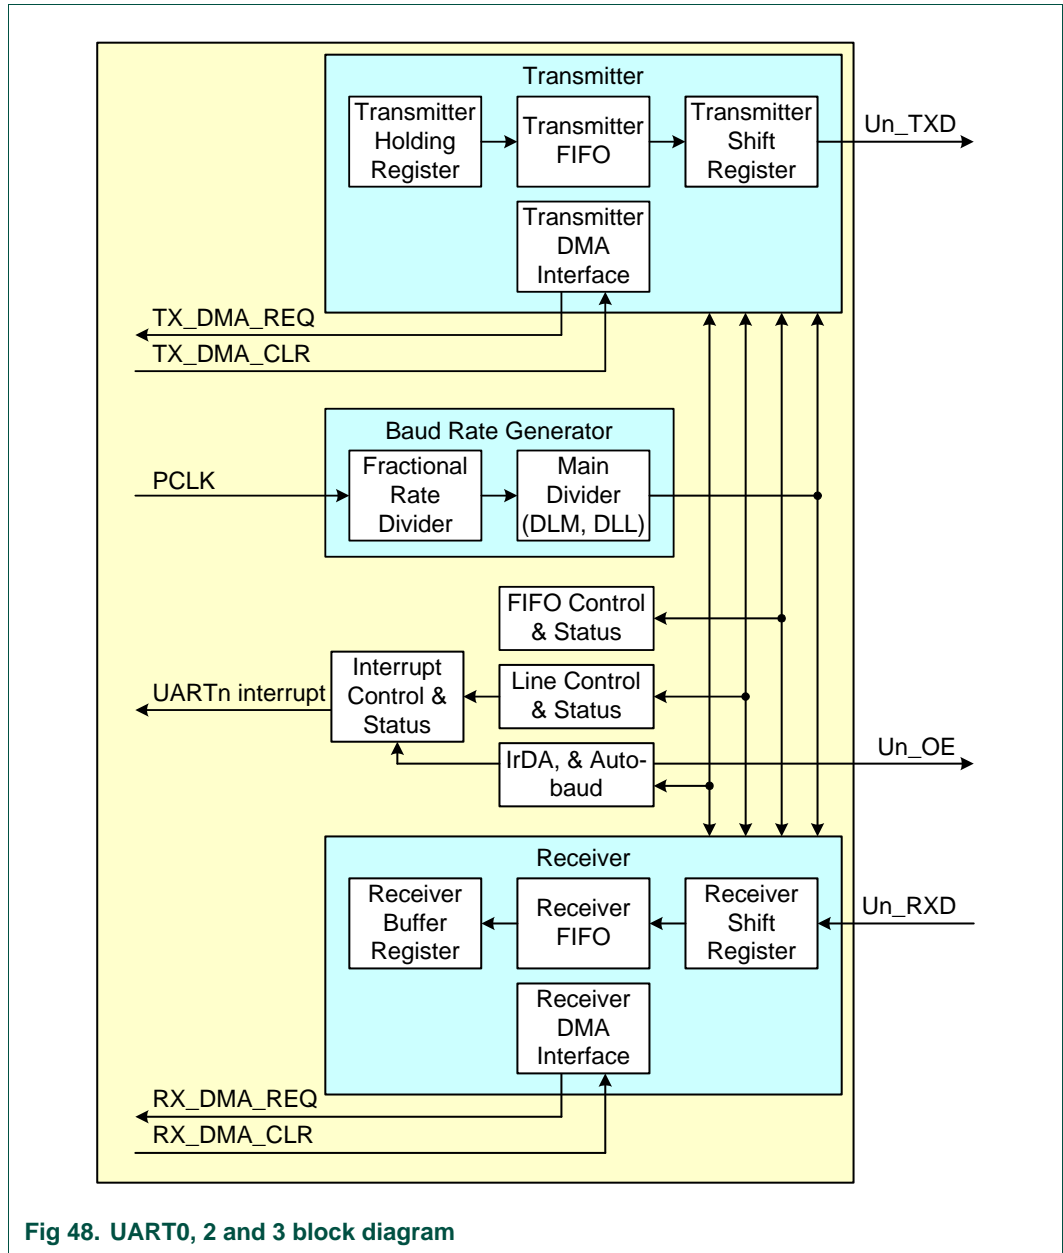 Transmitter
Transmitter
Holding
Register
Transmitter
FIFO
Transmitter
Shift
Register
Un_TXD
Transmitter
DMA
Interface
TX_DMA_REQ
TX_DMA_CLR
Baud Rate Generator
PCLK
Fractional
Rate
Divider
Main
Divider
(DLM, DLL)
FIFO Control
& Status
UARTn interrupt
Interrupt
Control &
Status
Line Control
& Status
IrDA, & Auto-
baud
Un_OE
Receiver
Receiver
Buffer
Register
Receiver
FIFO
Receiver
Shift
Register
Un_RXD
Receiver
DMA
Interface
RX_DMA_REQ
RX_DMA_CLR
Fig 48. UART0, 2 and 3 block diagram